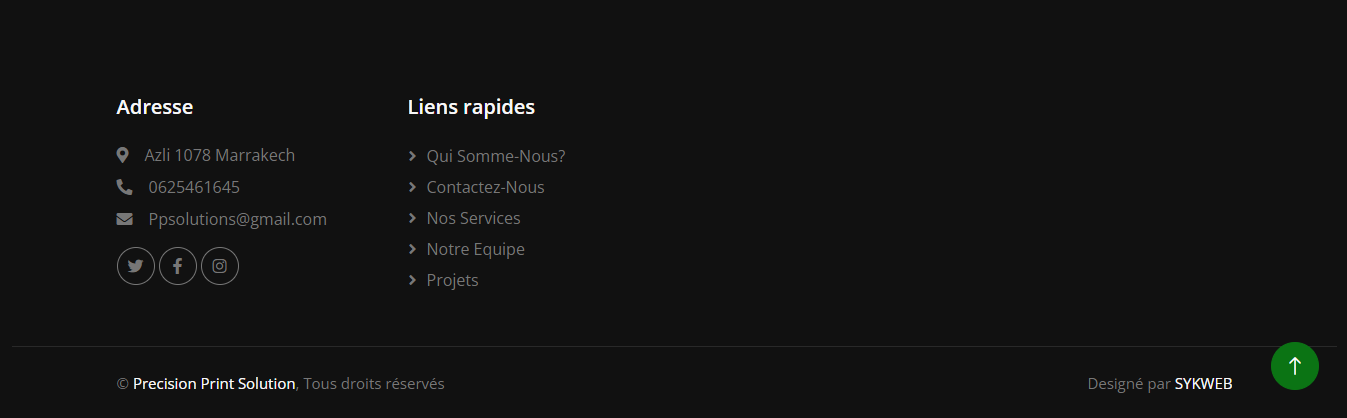 Adresse
Azli 1078 Marrakech
0625461645
Ppsolutions@gmail.com
Liens rapides
Qui Somme-Nous?
Contactez-Nous
Nos Services
Notre Equipe
Projets
© Precision Print Solution, Tous droits réservés
Designé par SYKWEB